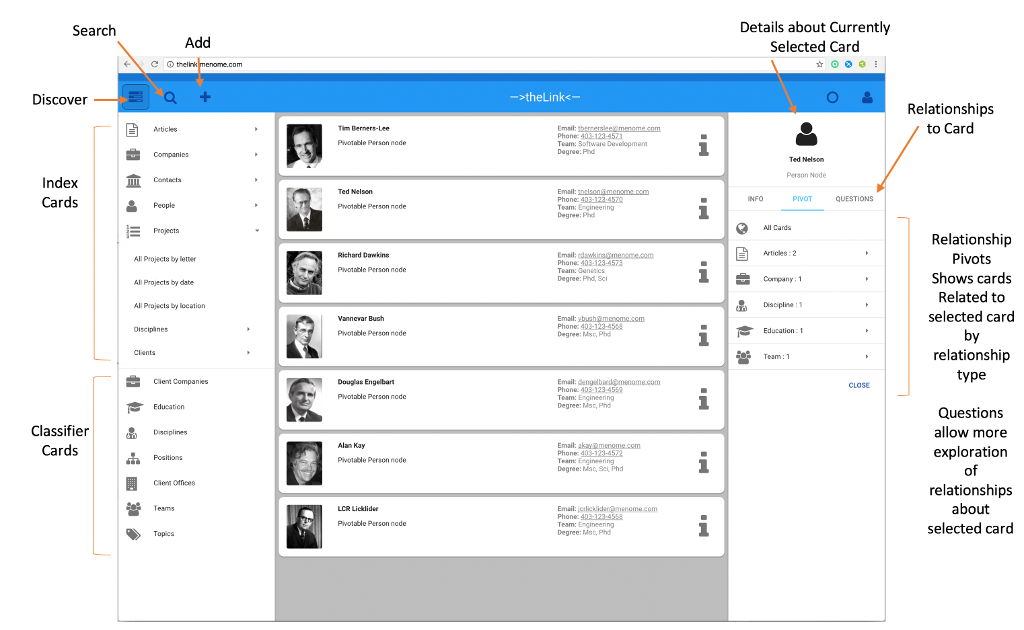 Search
Add
Details about Currently
Selected Card
thelink.menome.com
Discover
—>theLink<—
Relationships
to Card
Index
Cards
Articles
Companies
Contacts
People
Projects
All Projects by letter
All Projects by date
All Projects by location
Disciplines
Clients
Classifier
Cards
Client Companies
Education
Disciplines
Positions
Client Offices
Teams
Topics
Tim Berners-Lee
Pivotable Person node
Email: tbernerslee@menome.com
Phone: 403-123-4571
Team: Software Development
Degree: Phd
Ted Nelson
Pivotable Person node
Email: tnelson@menome.com
Phone: 403-123-4570
Team: Engineering
Degree: Phd
Richard Dawkins
Pivotable Person node
Email: rdawkins@menome.com
Phone: 403-123-4573
Team: Genetics
Degree: Phd, Sci
Vannevar Bush
Pivotable Person node
Email: vbush@menome.com
Phone: 403-123-4568
Team: Engineering
Degree: Msc, Phd
Douglas Engelbart
Pivotable Person node
Email: dengelbard@menome.com
Phone: 403-123-4569
Team: Engineering
Degree: Msc, Phd
Alan Kay
Pivotable Person node
Email: akay@menome.com
Phone: 403-123-4572
Team: Engineering
Degree: Msc, Sci, Phd
LCR Licklider
Pivotable Person node
Email: jcrlicklider@menome.com
Phone: 403-123-4568
Team: Engineering
Degree: Msc, Phd
Ted Nelson
Person Node
INFO PIVOT QUESTIONS
All Cards
Articles : 2
Company : 1
Discipline : 1
Education : 1
Team : 1
CLOSE
Relationship
Pivots
Shows cards
Related to
selected card
by
relationship
type
Questions
allow more
exploration
of
relationships
about
selected card